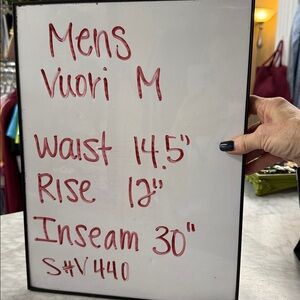 Mens
Vuori M
Waist 14.5"
Rise 12"
Inseam 30"
S#V440